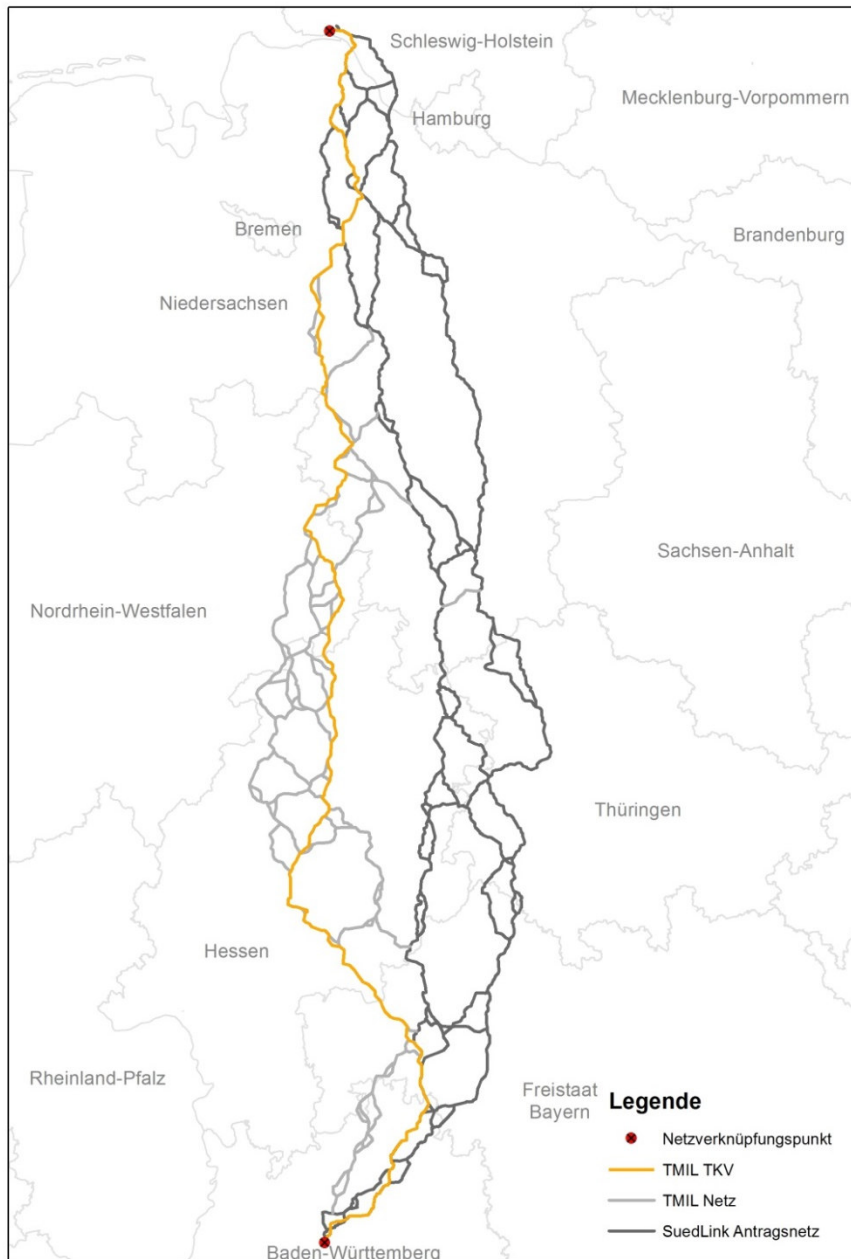 Schleswig-Holstein
Mecklenburg-Vorpommern
Hamburg
Bremen
Brandenburg
Niedersachsen
Sachsen-Anhalt
Nordrhein-Westfalen
Thüringen
Hessen
Rheinland-Pfalz
Freistaat
Bayern
Legende
Netzverknüpfungspunkt
TMIL TKV
TMIL Netz
SuedLink Antragsnetz
Baden-Württemberg